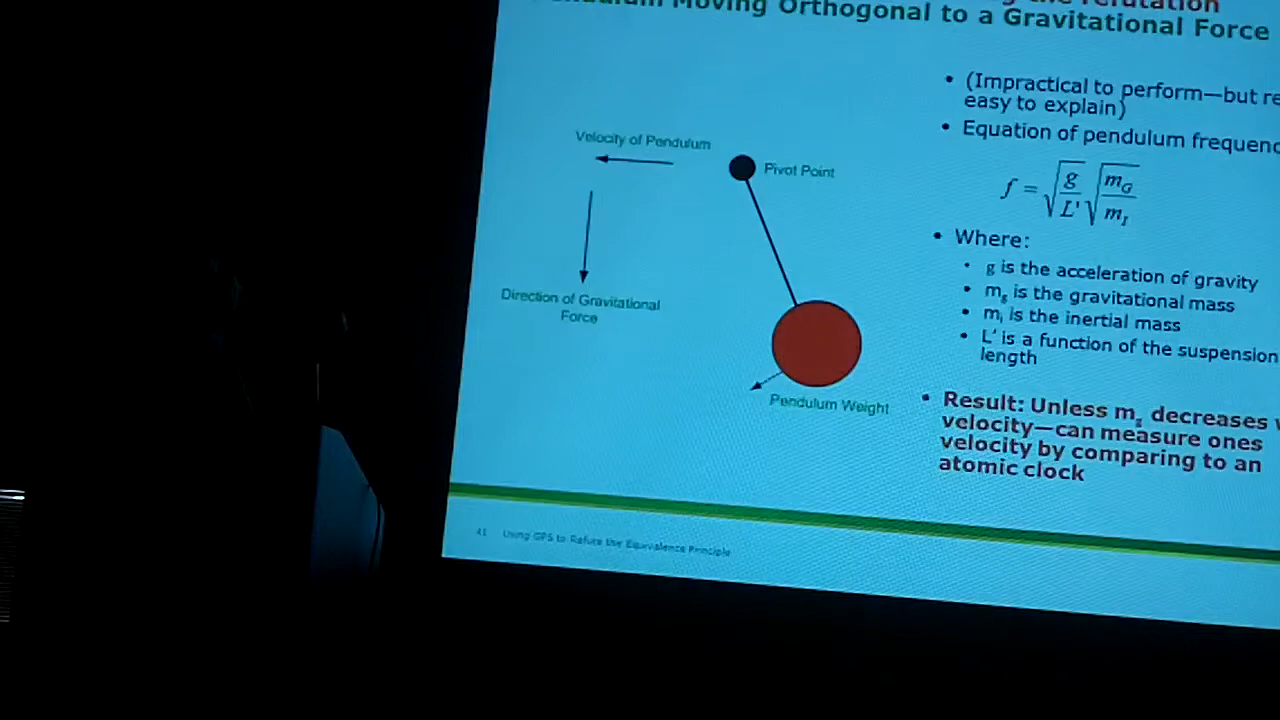 Moving Orthogonal to a Gravitational Force
• (Impractical to perform—but
easy to explain)
• Equation of pendulum
f = √g/L' √mG/mI
• Where:
• g is the acceleration of gravity
• mg is the gravitational mass
• mi is the inertial mass
• L' is a function of the suspension
length
• Result: Unless mg decreases
velocity—can measure ones
velocity by comparing to an
atomic clock
Velocity of Pendulum
Pivot Point
Direction of Gravitational
Force
Pendulum Weight
41 Using GPS to Refute the Equivalence Principle